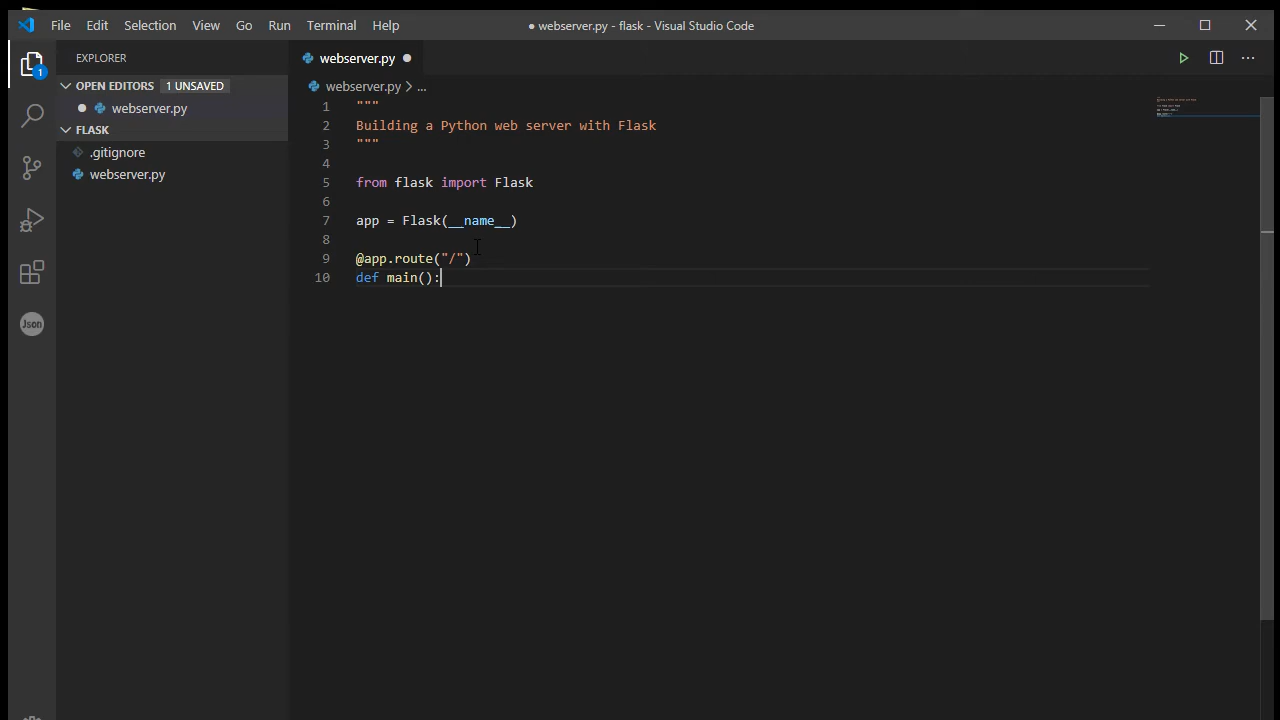 File Edit Selection View Go Run Terminal Help
● webserver.py - flask - Visual Studio Code
EXPLORER
OPEN EDITORS 1 UNSAVED
webserver.py
FLASK
.gitignore
webserver.py
1
Json
webserver.py
webserver.py > ...
1 """
2 Building a Python web server with Flask
3 """
4
5 from flask import Flask
6
7 app = Flask(__name__)
8
9 @app.route("/")
10 def main():